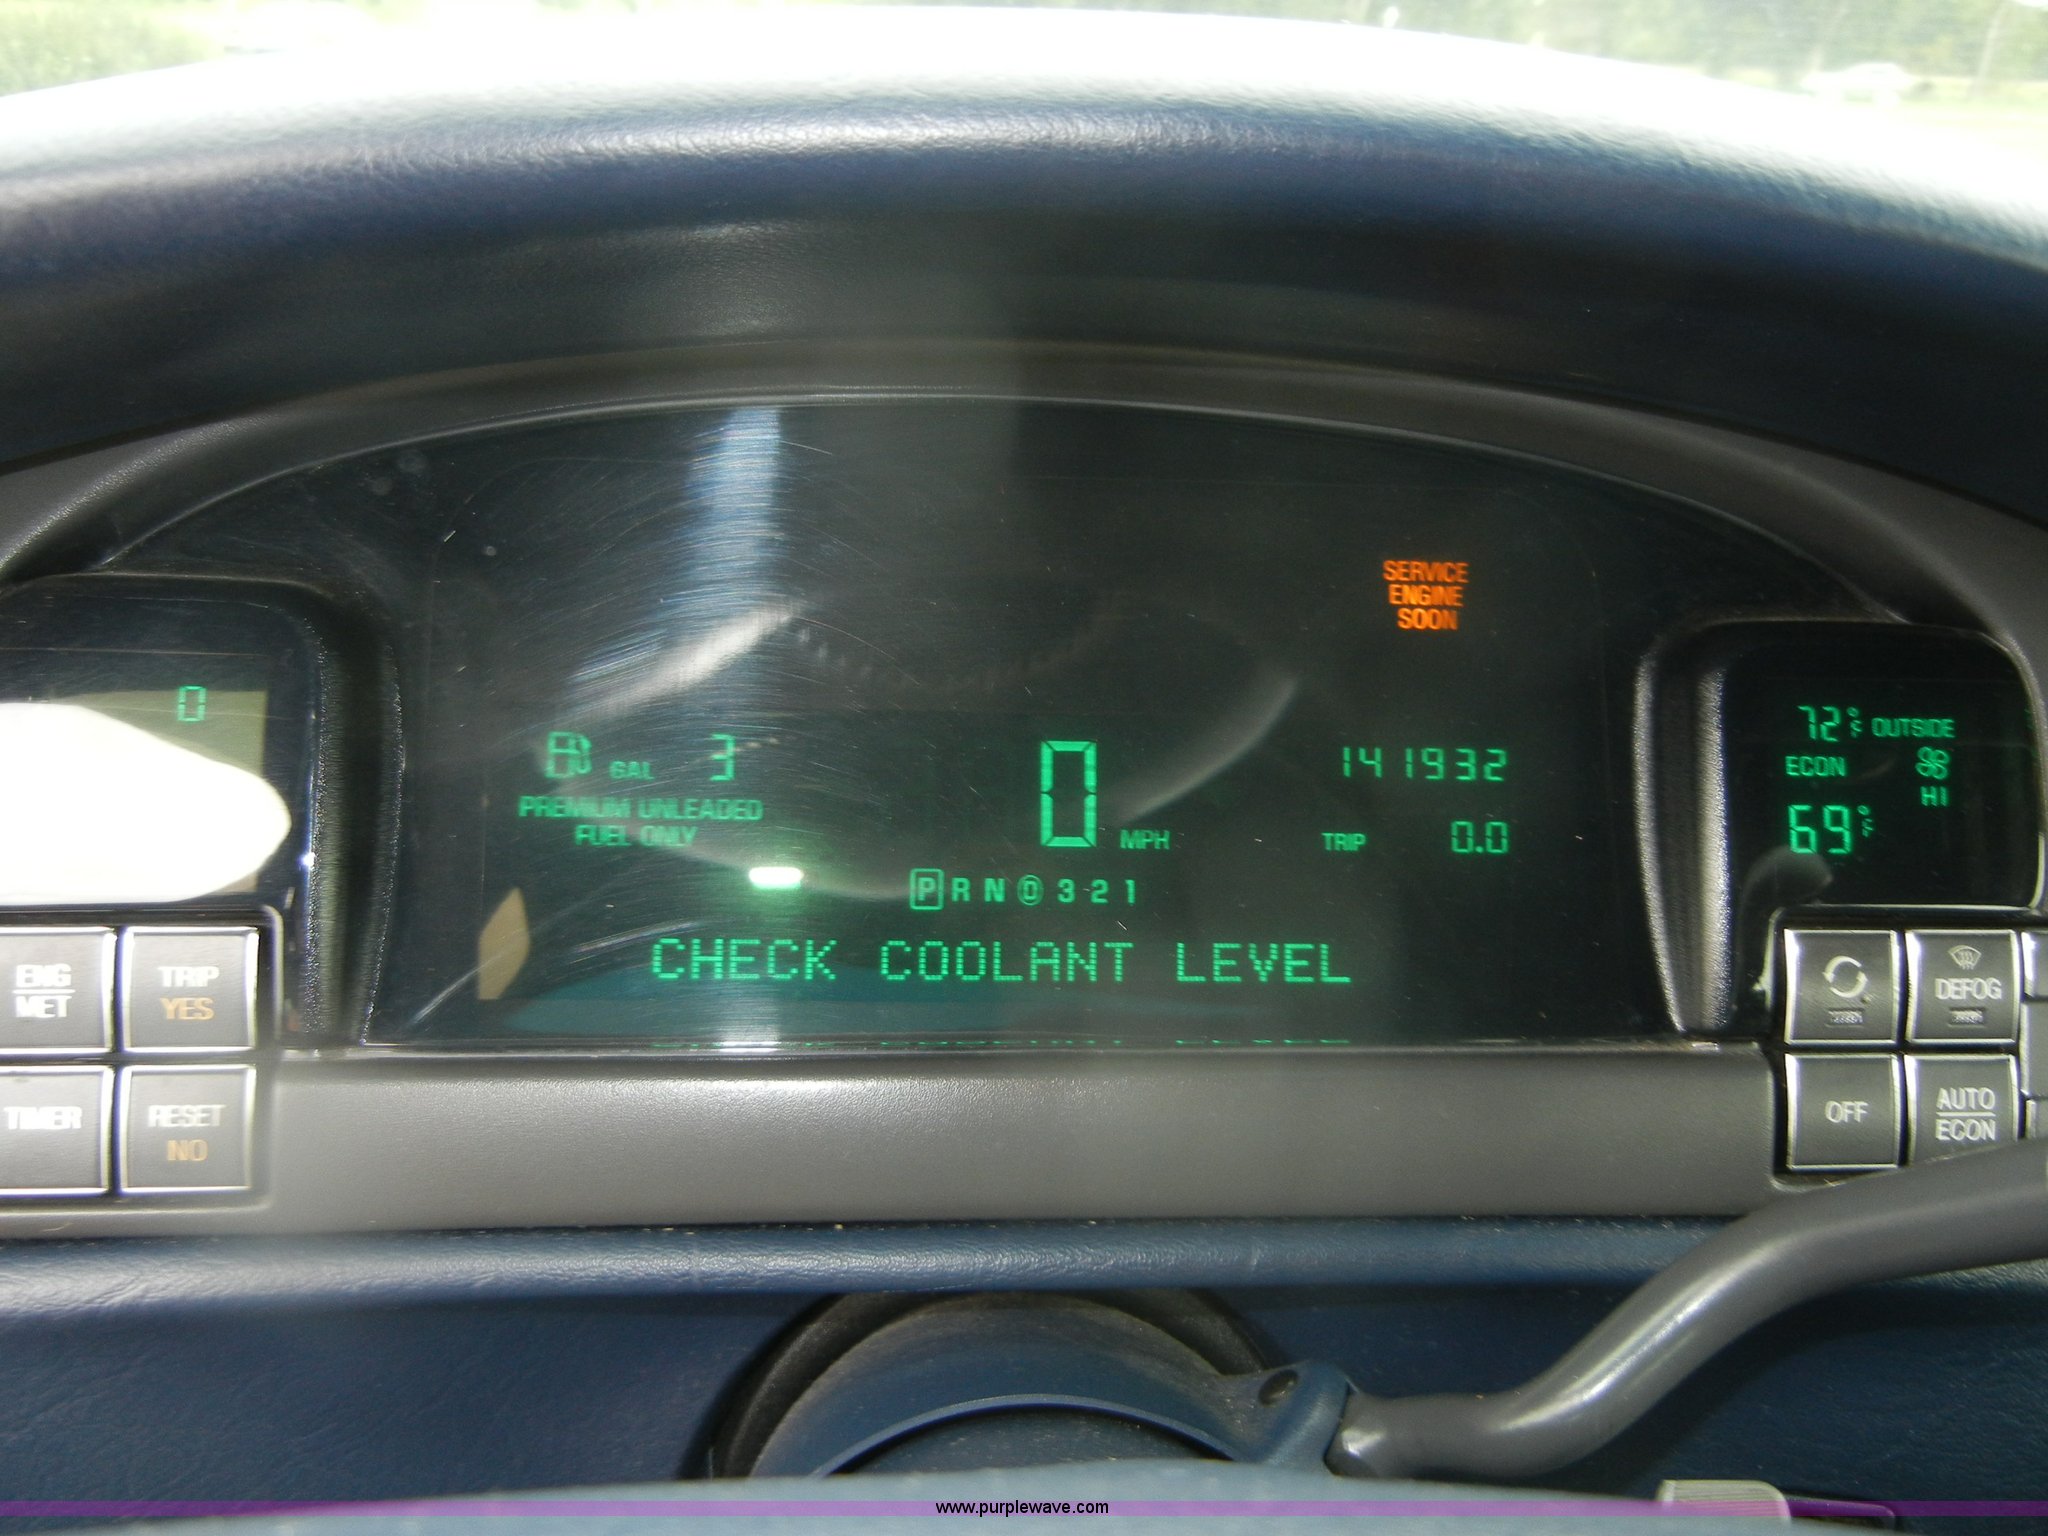 0
GAL 3
PREMIUM UNLEADED
FUEL ONLY
0 MPH
SERVICE
ENGINE
SOON
141932
TRIP 0.0
P R N D 3 2 1
CHECK COOLANT LEVEL
72°F OUTSIDE
ECON
HI
69°F
ENG
MET
TRIP
YES
TIMER
RESET
NO
DEFOG
OFF
AUTO
ECON
www.purplewave.com